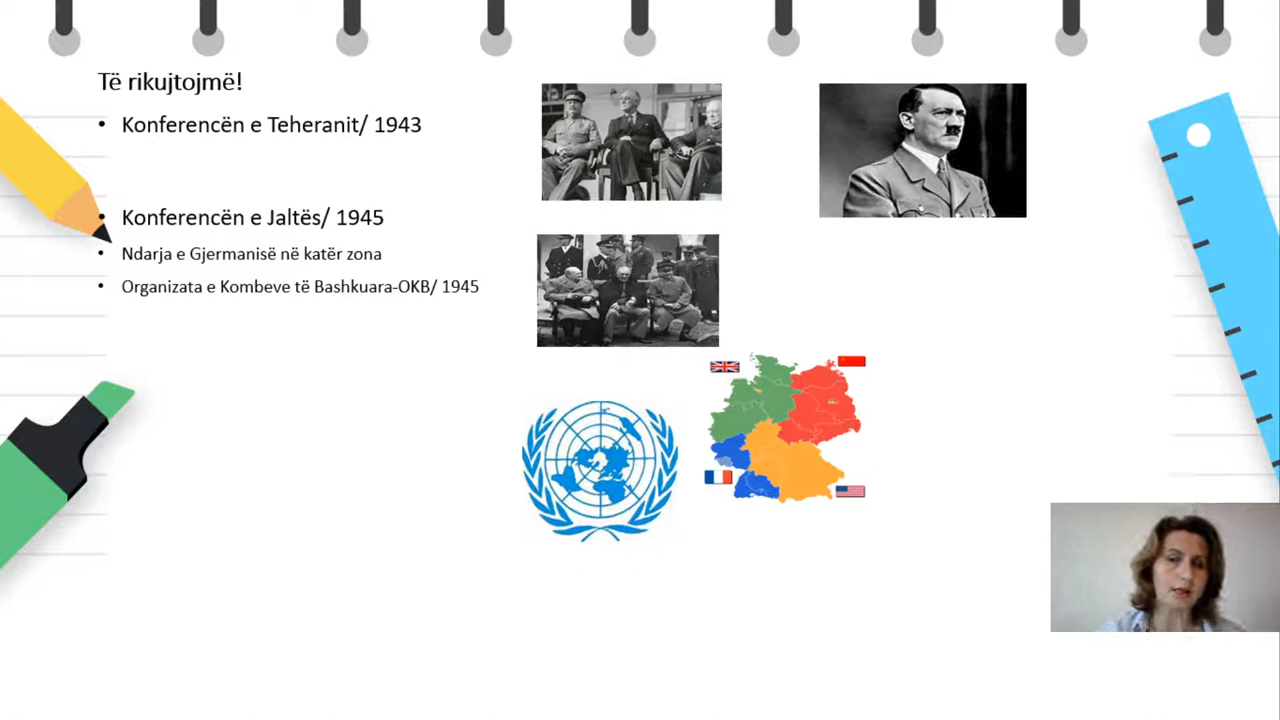 Të rikujtojmë!
• Konferencën e Teheranit/ 1943
• Konferencën e Jaltës/ 1945
• Ndarja e Gjermanisë në katër zona
• Organizata e Kombeve të Bashkuara-OKB/ 1945